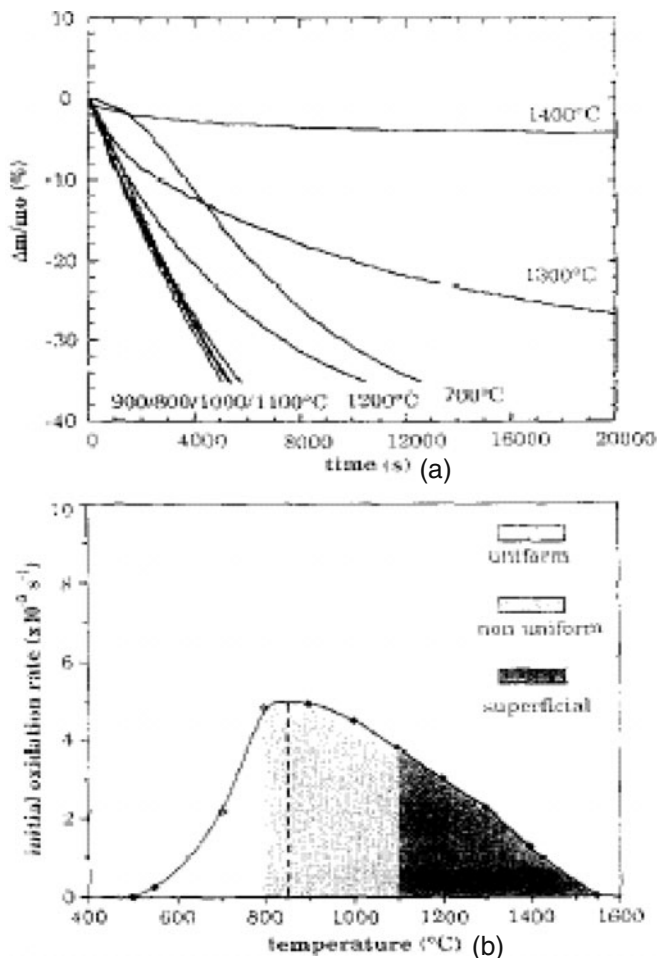 10
0
-10
-20
-30
-40
Δm/mo (%)
1400°C
1300°C
900/800/1000/1100°C 1200°C 700°C
0 4000 8000 12000 16000 20000
time (s) (a)
10
8
6
4
2
0
initial oxidation rate (x10⁻⁵ s⁻¹)
uniform
non uniform
superficial
400 600 800 1000 1200 1400 1600
temperature (°C) (b)